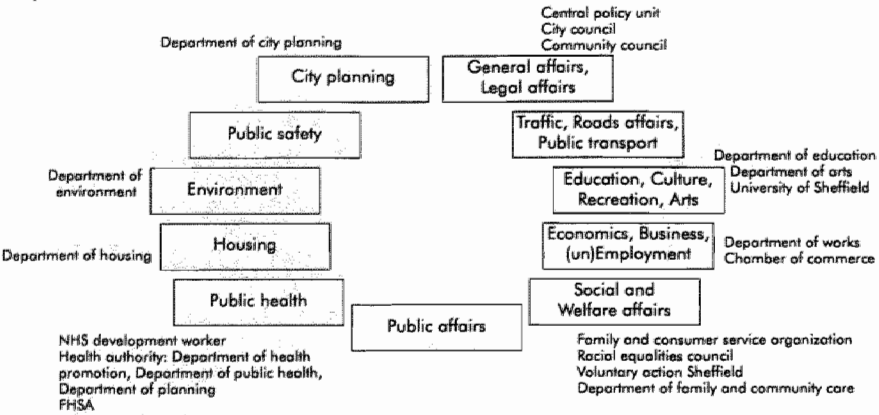 Central policy unit
City council
Community council
Department of city planning
City planning
General affairs,
Legal affairs
Public safety
Traffic, Roads affairs,
Public transport
Department of education
Department of arts
University of Sheffield
Department of
environment
Environment
Education, Culture,
Recreation, Arts
Department of housing
Housing
Economics, Business,
(un)Employment
Department of works
Chamber of commerce
Public health
Public affairs
Social and
Welfare affairs
NHS development worker
Health authority: Department of health
promotion, Department of public health,
Department of planning
FHSA
Family and consumer service organization
Racial equalities council
Voluntary action Sheffield
Department of family and community care